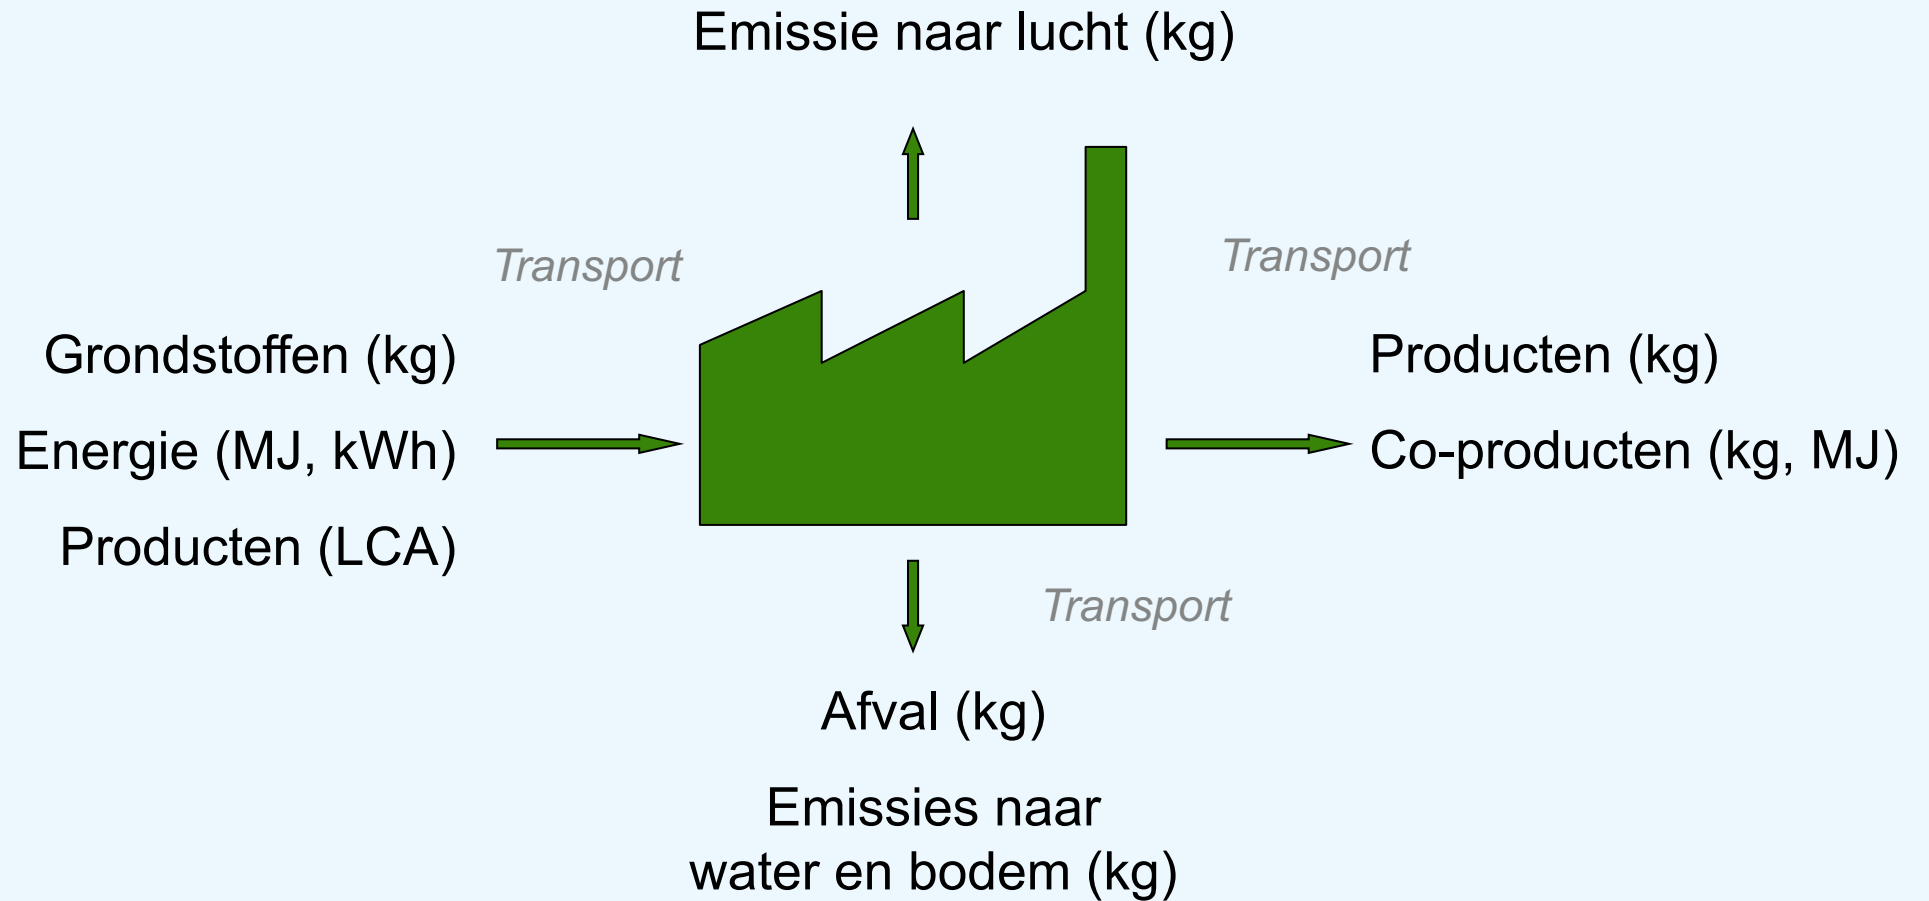 Emissie naar lucht (kg)
Transport
Transport
Grondstoffen (kg)
Energie (MJ, kWh)
Producten (LCA)
Producten (kg)
Co-producten (kg, MJ)
Transport
Afval (kg)
Emissies naar
water en bodem (kg)